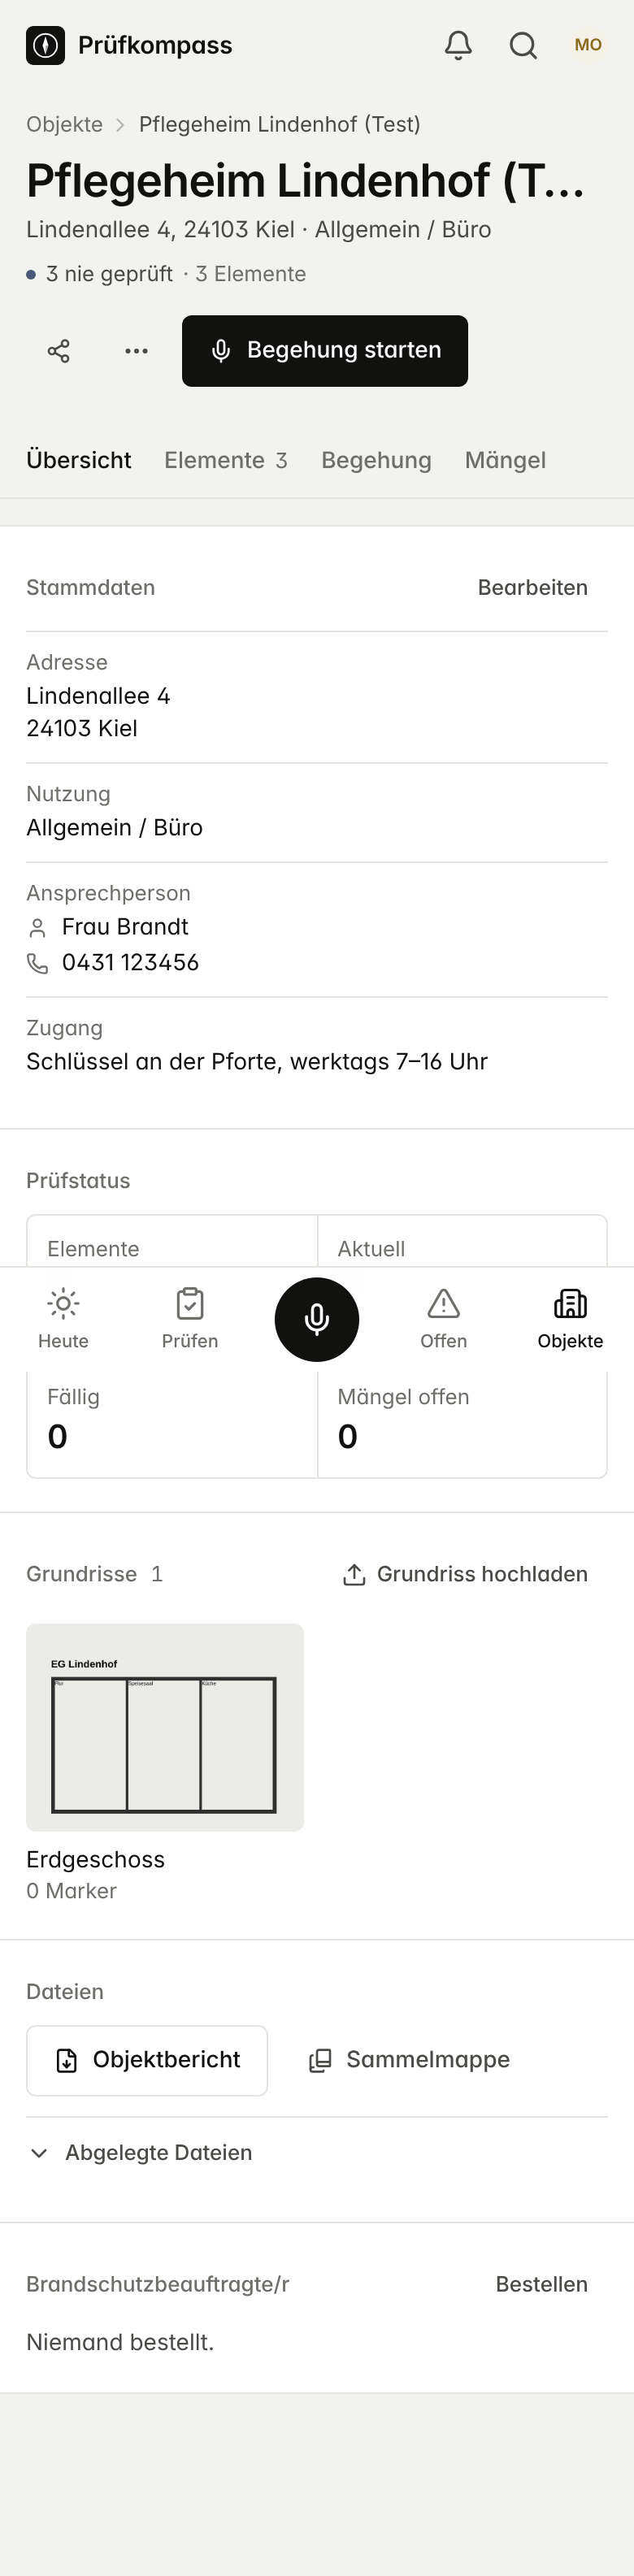 Prüfkompass
MO
Objekte
Pflegeheim Lindenhof (Test)
Pflegeheim Lindenhof (T...
Lindenallee 4, 24103 Kiel · Allgemein / Büro
3 nie geprüft · 3 Elemente
Begehung starten
Übersicht
Elemente 3
Begehung
Mängel
Stammdaten
Bearbeiten
Adresse
Lindenallee 4
24103 Kiel
Nutzung
Allgemein / Büro
Ansprechperson
Frau Brandt
0431 123456
Zugang
Schlüssel an der Pforte, werktags 7–16 Uhr
Prüfstatus
Elemente
Aktuell
Heute
Prüfen
Offen
Objekte
Fällig
0
Mängel offen
0
Grundrisse 1
Grundriss hochladen
EG Lindenhof
Flur
Speisesaal
Küche
Erdgeschoss
0 Marker
Dateien
Objektbericht
Sammelmappe
Abgelegte Dateien
Brandschutzbeauftragte/r
Bestellen
Niemand bestellt.